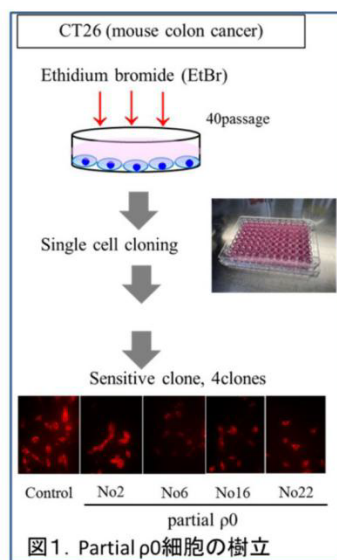 CT26 (mouse colon cancer)
Ethidium bromide (EtBr)
40passage
Single cell cloning
Sensitive clone, 4clones
Control No2 No6 No16 No22
partial ρ0
図1. Partial ρ0細胞の樹立